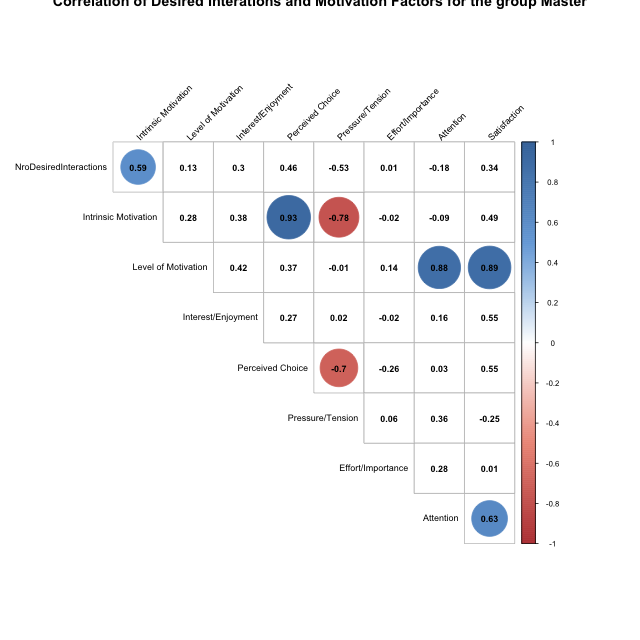 Correlation of Desired Interations and Motivation Factors for the group Master
Intrinsic Motivation
Level of Motivation
Interest/Enjoyment
Perceived Choice
Pressure/Tension
Effort/Importance
Attention
Satisfaction
NroDesiredInteractions 0.59 0.13 0.3 0.46 -0.53 0.01 -0.18 0.34
Intrinsic Motivation 0.28 0.38 0.93 -0.78 -0.02 -0.09 0.49
Level of Motivation 0.42 0.37 -0.01 0.14 0.88 0.89
Interest/Enjoyment 0.27 0.02 -0.02 0.16 0.55
Perceived Choice -0.7 -0.26 0.03 0.55
Pressure/Tension 0.06 0.36 -0.25
Effort/Importance 0.28 0.01
Attention 0.63
1
0.8
0.6
0.4
0.2
0
-0.2
-0.4
-0.6
-0.8
-1